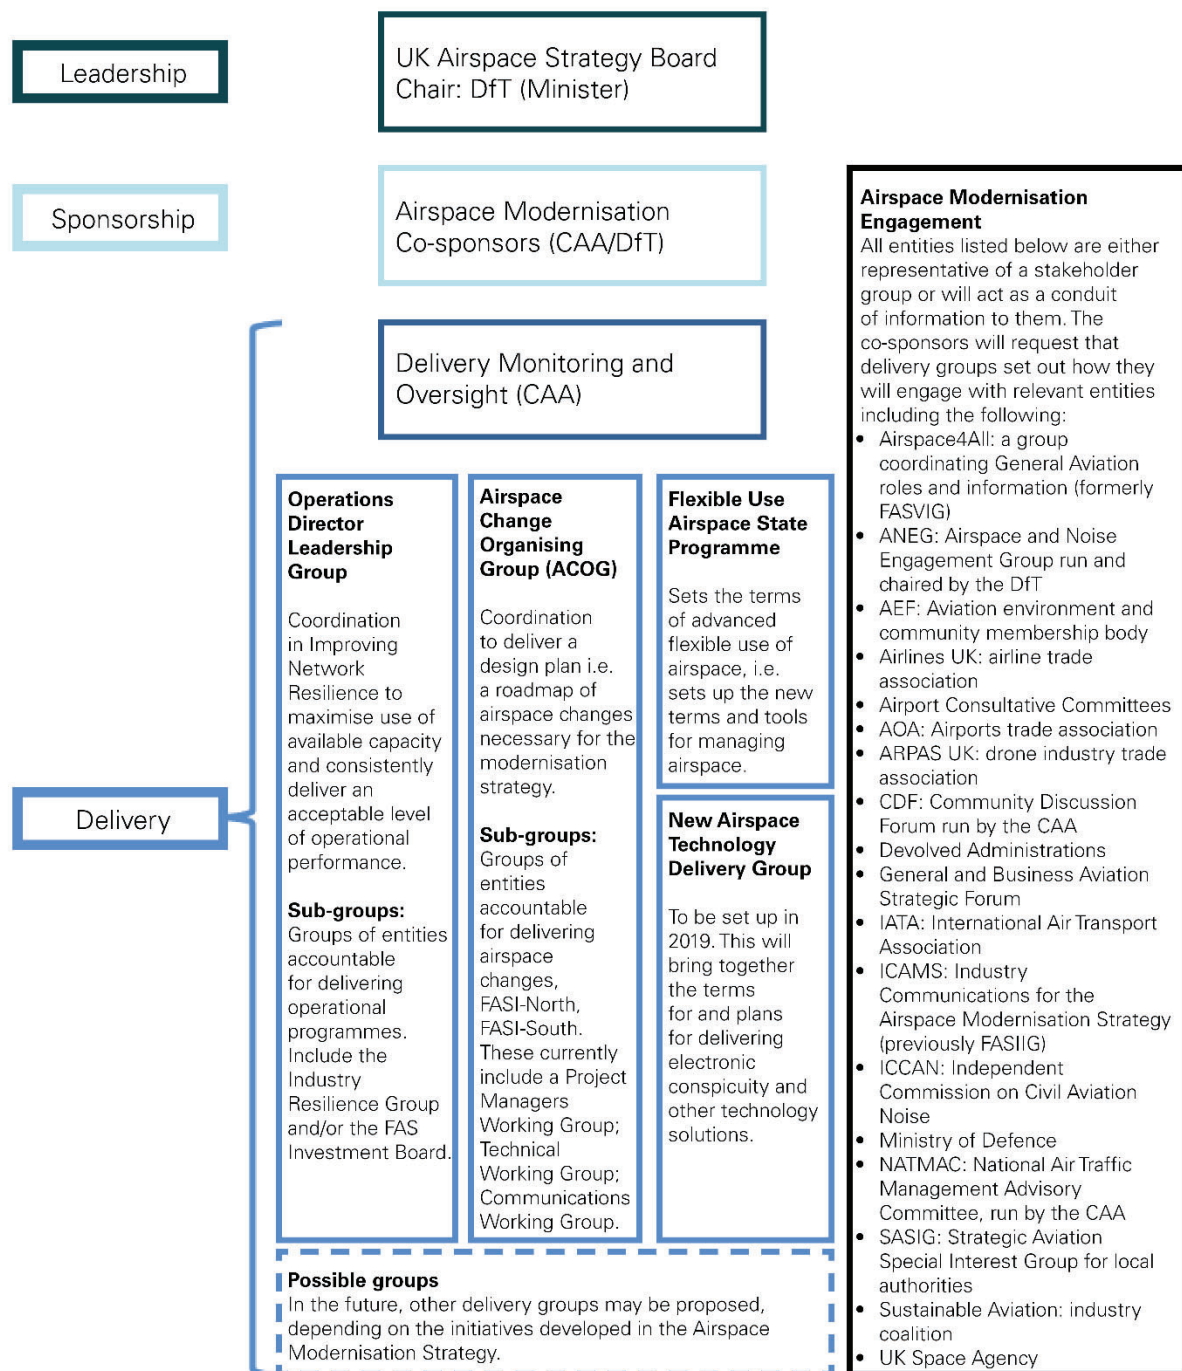 Leadership
UK Airspace Strategy Board
Chair: DfT (Minister)
Sponsorship
Airspace Modernisation
Co-sponsors (CAA/DfT)
Delivery
Delivery Monitoring and
Oversight (CAA)
Operations
Director
Leadership
Group
Coordination
in Improving
Network
Resilience to
maximise use of
available capacity
and consistently
deliver an
acceptable level
of operational
performance.
Sub-groups:
Groups of entities
accountable
for delivering
operational
programmes.
Include the
Industry
Resilience Group
and/or the FAS
Investment Board.
Airspace
Change
Organising
Group (ACOG)
Coordination
to deliver a
design plan i.e.
a roadmap of
airspace changes
necessary for the
modernisation
strategy.
Sub-groups:
Groups of
entities
accountable
for delivering
airspace
changes,
FASI-North,
FASI-South.
These currently
include a Project
Managers
Working Group;
Technical
Working Group;
Communications
Working Group.
Flexible Use
Airspace State
Programme
Sets the terms
of advanced
flexible use of
airspace, i.e.
sets up the new
terms and tools
for managing
airspace.
New Airspace
Technology
Delivery Group
To be set up in
2019. This will
bring together
the terms
for and plans
for delivering
electronic
conspicuity and
other technology
solutions.
Possible groups
In the future, other delivery groups may be proposed,
depending on the initiatives developed in the Airspace
Modernisation Strategy.
Airspace Modernisation
Engagement
All entities listed below are either
representative of a stakeholder
group or will act as a conduit
of information to them. The
co-sponsors will request that
delivery groups set out how they
will engage with relevant entities
including the following:
• Airspace4All: a group
coordinating General Aviation
roles and information (formerly
FASVIG)
• ANEG: Airspace and Noise
Engagement Group run and
chaired by the DfT
• AEF: Aviation environment and
community membership body
• Airlines UK: airline trade
association
• Airport Consultative Committees
• AOA: Airports trade association
• ARPAS UK: drone industry trade
association
• CDF: Community Discussion
Forum run by the CAA
• Devolved Administrations
• General and Business Aviation
Strategic Forum
• IATA: International Air Transport
Association
• ICAMS: Industry
Communications for the
Airspace Modernisation Strategy
(previously FASIIG)
• ICCAN: Independent
Commission on Civil Aviation
Noise
• Ministry of Defence
• NATMAC: National Air Traffic
Management Advisory
Committee, run by the CAA
• SASIG: Strategic Aviation
Special Interest Group for local
authorities
• Sustainable Aviation: industry
coalition
• UK Space Agency